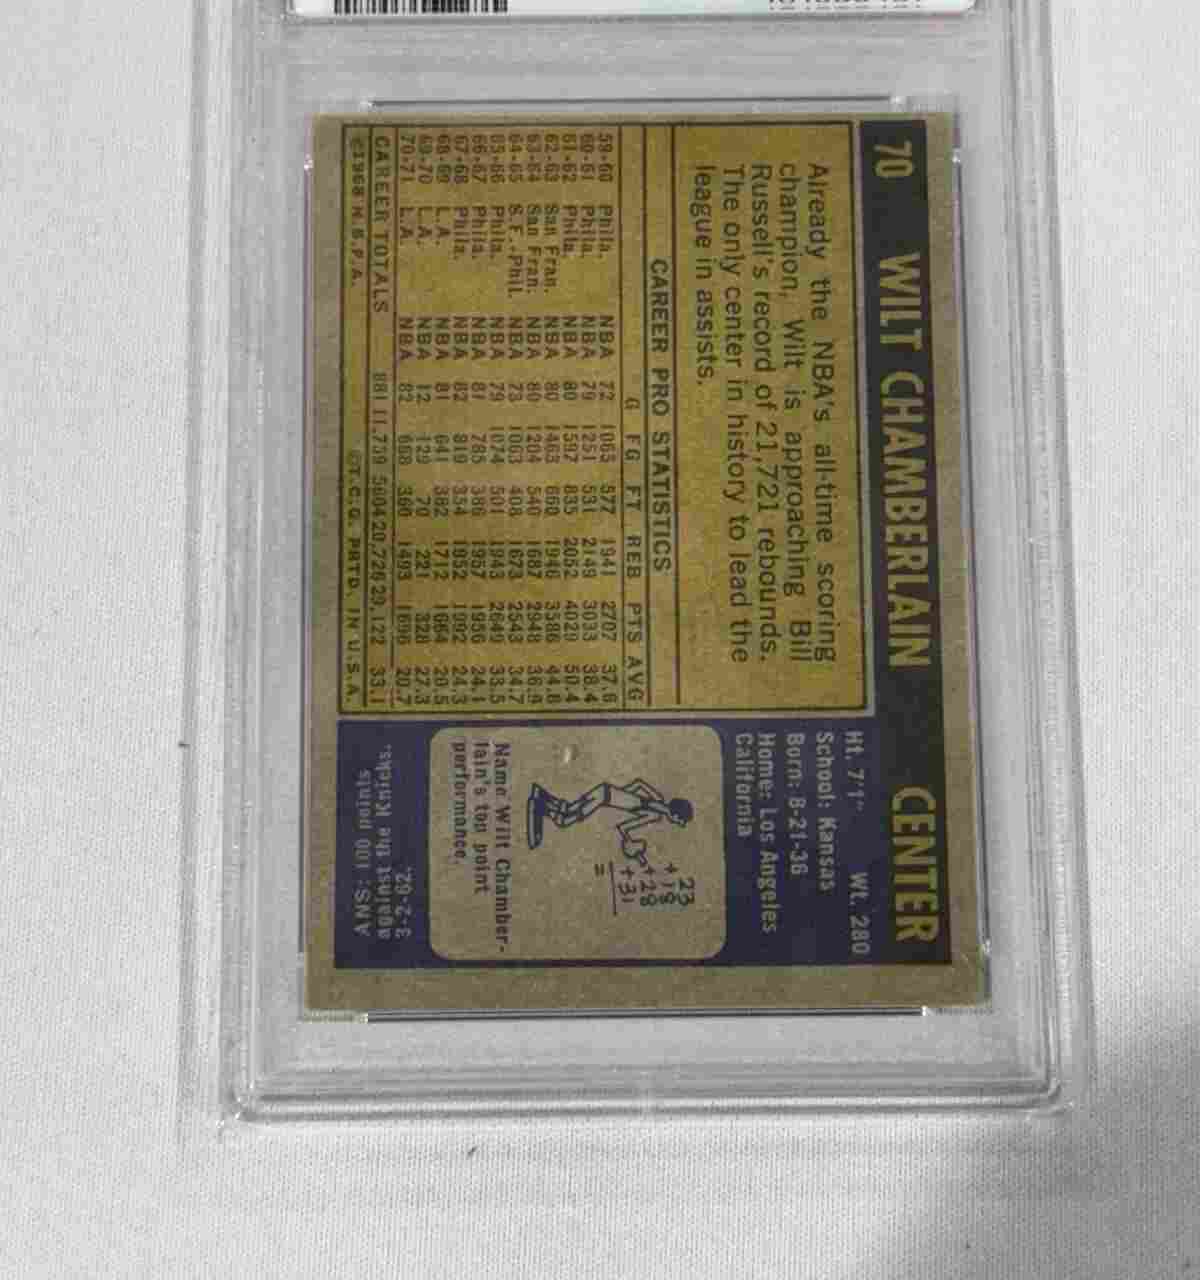 70 WILT CHAMBERLAIN CENTER
Already the NBA's all-time scoring
champion, Wilt is approaching Bill
Russell's record of 21,721 rebounds.
The only center in history to lead the
league in assists.
CAREER PRO STATISTICS
G FG FT REB PTS AVG
59-60 Phila. NBA 72 1065 577 1941 2707 37.6
60-61 Phila. NBA 79 1251 531 2149 3033 38.4
61-62 Phila. NBA 80 1597 835 2052 4029 50.4
62-63 San Fran. NBA 80 1463 660 1946 3586 44.8
63-64 San Fran. NBA 80 1204 540 1687 2948 36.9
64-65 S.F.-Phil. NBA 73 1063 408 1673 2543 34.7
65-66 Phila. NBA 79 1074 501 1943 2649 33.5
66-67 Phila. NBA 81 785 386 1957 1956 24.1
67-68 Phila. NBA 82 819 354 1952 1992 24.3
68-69 L.A. NBA 81 641 382 1712 1664 20.5
69-70 L.A. NBA 12 129 70 221 328 27.3
70-71 L.A. NBA 82 668 360 1493 1696 20.7
CAREER TOTALS 881 11,759 5604 20,726 29,122 33.1
©1968 N.B.P.A. ©T.C.G. PRTD. IN U.S.A.
Ht. 7'1" Wt. 280
School: Kansas
Born: 8-21-36
Home: Los Angeles
California
23
+18
+28
+31
=
Name Wilt Chamber-
lain's top point
performance.
ANS: 100 points
against the Knicks,
3-2-62.